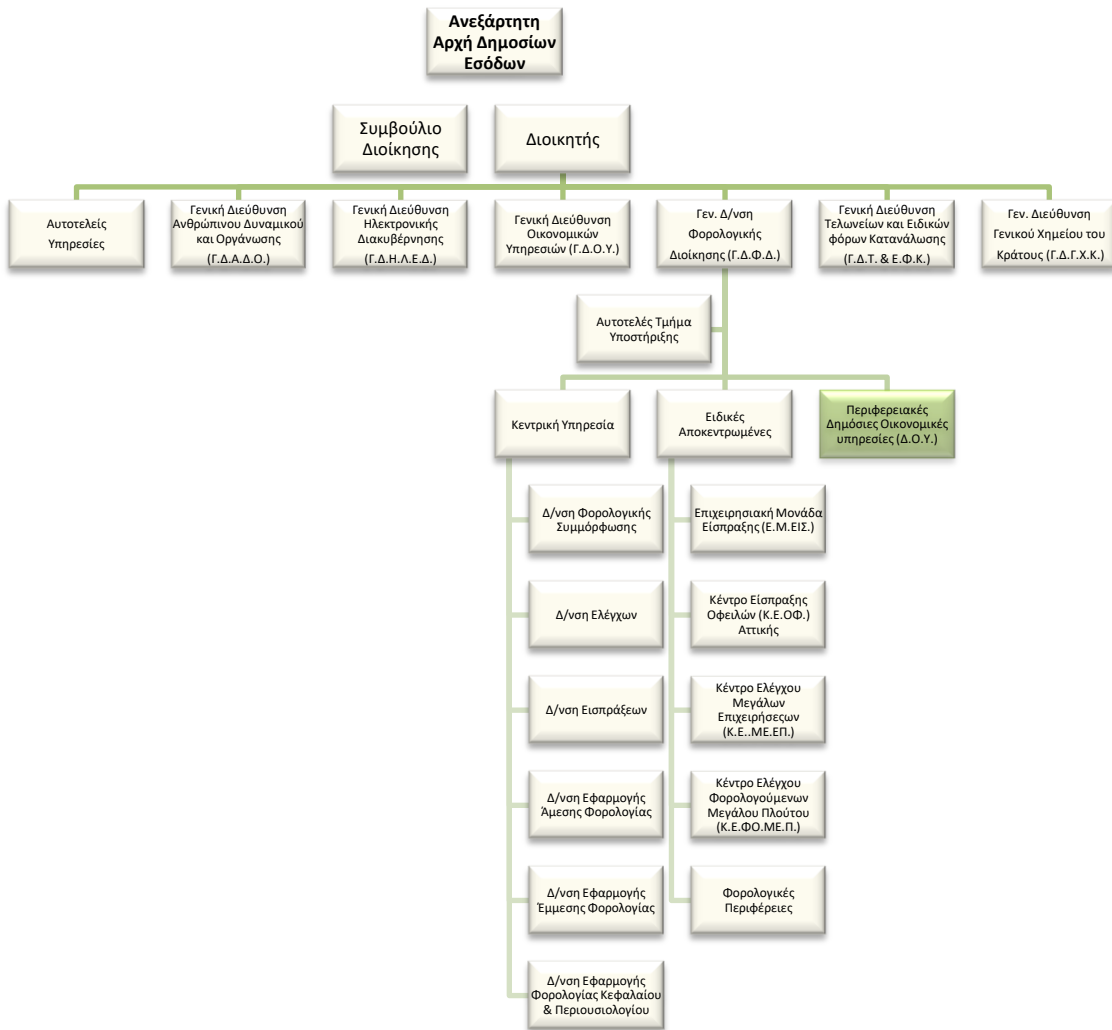 Ανεξάρτητη
Αρχή Δημοσίων
Εσόδων
Συμβούλιο
Διοίκησης
Διοικητής
Αυτοτελείς
Υπηρεσίες
Γενική Διεύθυνση
Ανθρώπινου Δυναμικού
και Οργάνωσης
(Γ.Δ.Α.Δ.Ο.)
Γενική Διεύθυνση
Ηλεκτρονικής
Διακυβέρνησης
(Γ.Δ.Η.Λ.Ε.Δ.)
Γενική Διεύθυνση
Οικονομικών
Υπηρεσιών (Γ.Δ.Ο.Υ.)
Γεν. Δ/νση
Φορολογικής
Διοίκησης (Γ.Δ.Φ.Δ.)
Γενική Διεύθυνση
Τελωνείων και Ειδικών
φόρων Κατανάλωσης
(Γ.Δ.Τ. & Ε.Φ.Κ.)
Γεν. Διεύθυνση
Γενικού Χημείου του
Κράτους (Γ.Δ.Γ.Χ.Κ.)
Αυτοτελές Τμήμα
Υποστήριξης
Κεντρική Υπηρεσία
Ειδικές
Αποκεντρωμένες
Περιφερειακές
Δημόσιες Οικονομικές
υπηρεσίες (Δ.Ο.Υ.)
Δ/νση Φορολογικής
Συμμόρφωσης
Δ/νση Ελέγχων
Δ/νση Εισπράξεων
Δ/νση Εφαρμογής
Άμεσης Φορολογίας
Δ/νση Εφαρμογής
Έμμεσης Φορολογίας
Δ/νση Εφαρμογής
Φορολογίας Κεφαλαίου
& Περιουσιολογίου
Επιχειρησιακή Μονάδα
Είσπραξης (Ε.Μ.ΕΙΣ.)
Κέντρο Είσπραξης
Οφειλών (Κ.Ε.ΟΦ.)
Αττικής
Κέντρο Ελέγχου
Μεγάλων
Επιχειρήσεςων
(Κ.Ε..ΜΕ.ΕΠ.)
Κέντρο Ελέγχου
Φορολογούμενων
Μεγάλου Πλούτου
(Κ.Ε.ΦΟ.ΜΕ.Π.)
Φορολογικές
Περιφέρειες